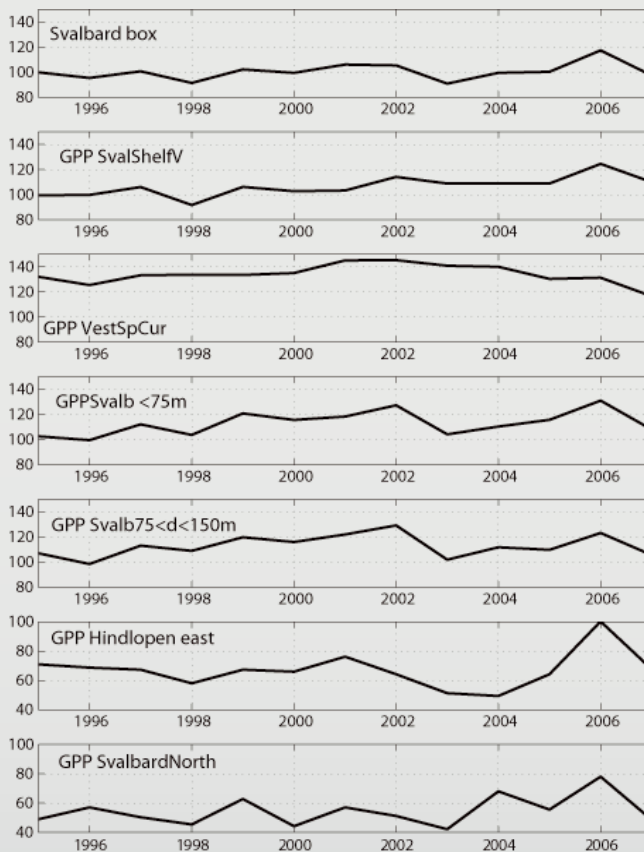 140
Svalbard box
120
100
80
1996 1998 2000 2002 2004 2006
140
GPP SvalShelfV
120
100
80
1996 1998 2000 2002 2004 2006
140
120
100
GPP VestSpCur
80
1996 1998 2000 2002 2004 2006
140
GPPSvalb <75m
120
100
80
1996 1998 2000 2002 2004 2006
140
GPP Svalb75<d<150m
120
100
80
1996 1998 2000 2002 2004 2006
100
GPP Hindlopen east
80
60
40
1996 1998 2000 2002 2004 2006
100
GPP SvalbardNorth
80
60
40
1996 1998 2000 2002 2004 2006